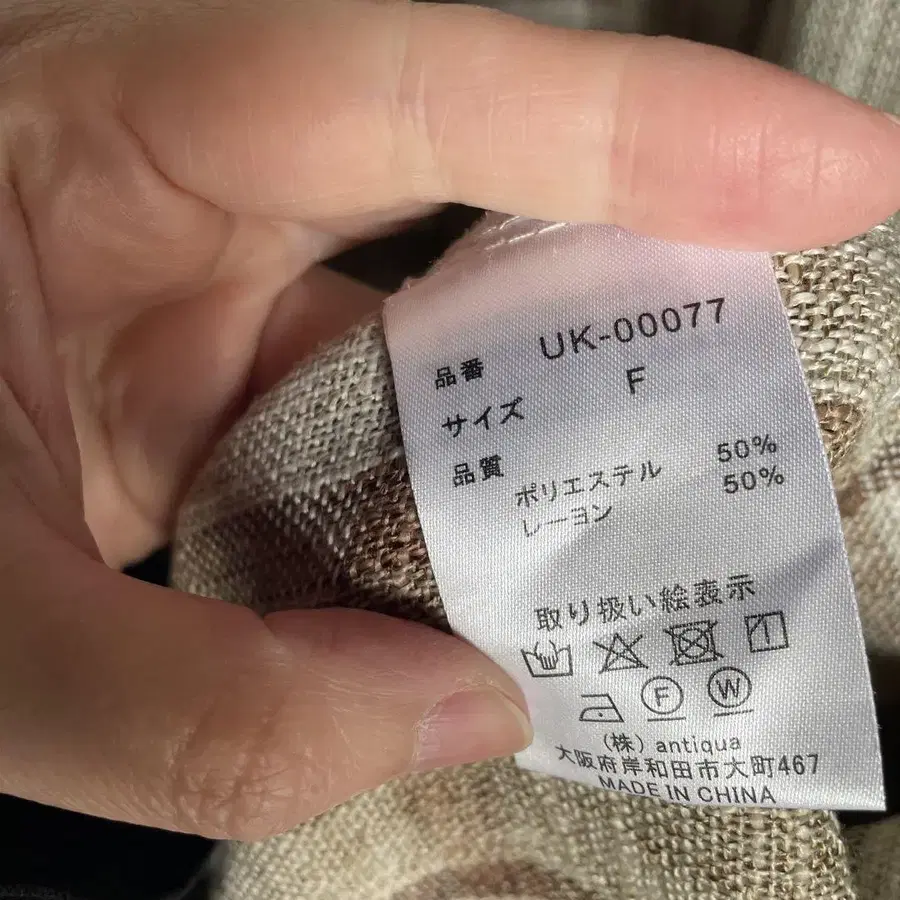 品番 UK-00077
サイズ F
品質
ポリエステル 50%
レーヨン 50%
取り扱い絵表示
F W
(株) antiqua
大阪府岸和田市大町467
MADE IN CHINA